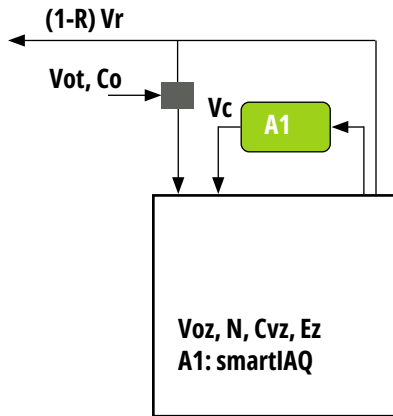 (1-R) Vr
Vot, Co
Vc
A1
Voz, N, Cvz, Ez
A1: smartIAQ